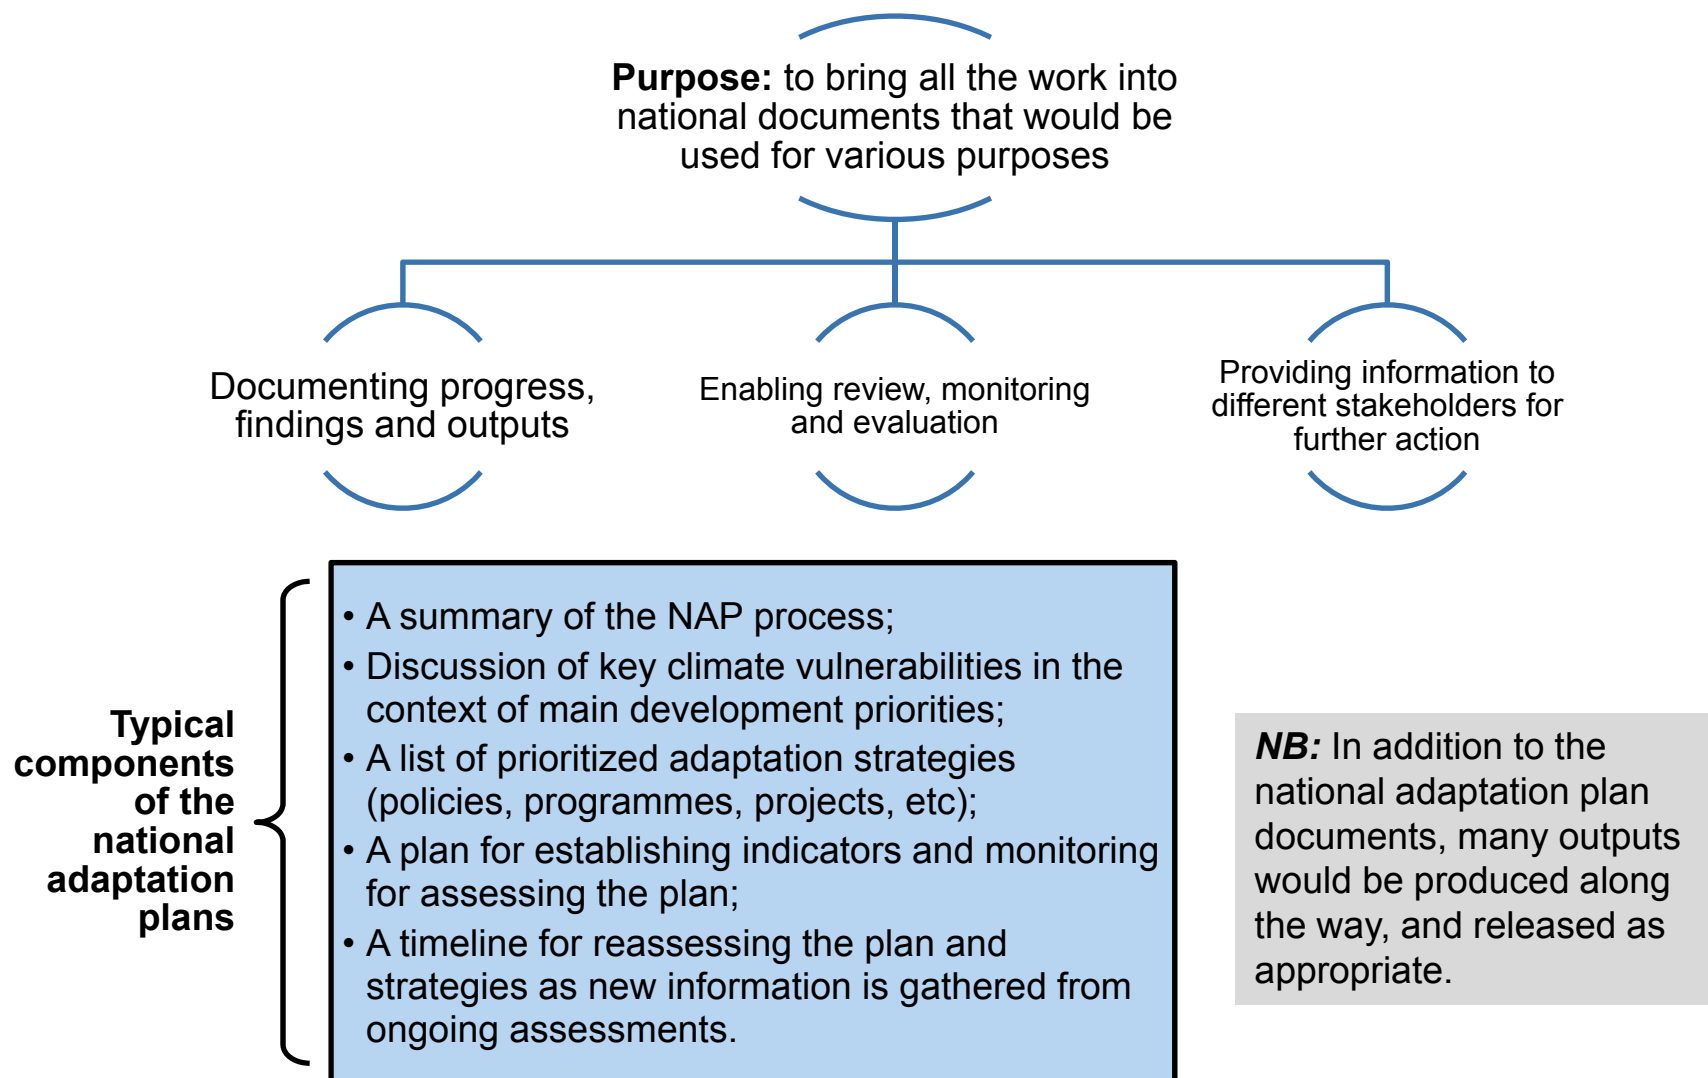 Purpose: to bring all the work into
national documents that would be
used for various purposes
Documenting progress,
findings and outputs
Enabling review, monitoring
and evaluation
Providing information to
different stakeholders for
further action
Typical
components
of the
national
adaptation
plans
• A summary of the NAP process;
• Discussion of key climate vulnerabilities in the
context of main development priorities;
• A list of prioritized adaptation strategies
(policies, programmes, projects, etc);
• A plan for establishing indicators and monitoring
for assessing the plan;
• A timeline for reassessing the plan and
strategies as new information is gathered from
ongoing assessments.
NB: In addition to the
national adaptation plan
documents, many outputs
would be produced along
the way, and released as
appropriate.